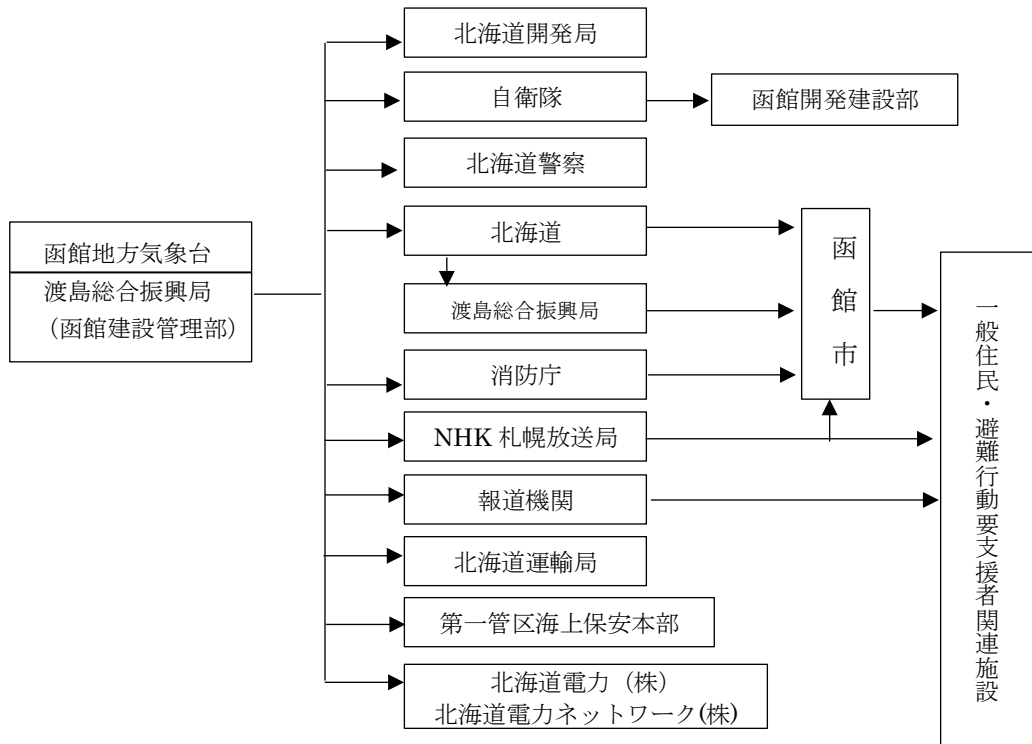 北海道開発局
自衛隊
函館開発建設部
北海道警察
函館地方気象台
渡島総合振興局
（函館建設管理部）
北海道
渡島総合振興局
函館市
消防庁
NHK 札幌放送局
報道機関
北海道運輸局
第一管区海上保安本部
北海道電力（株）
北海道電力ネットワーク(株)
一般住民・避難行動要支援者関連施設